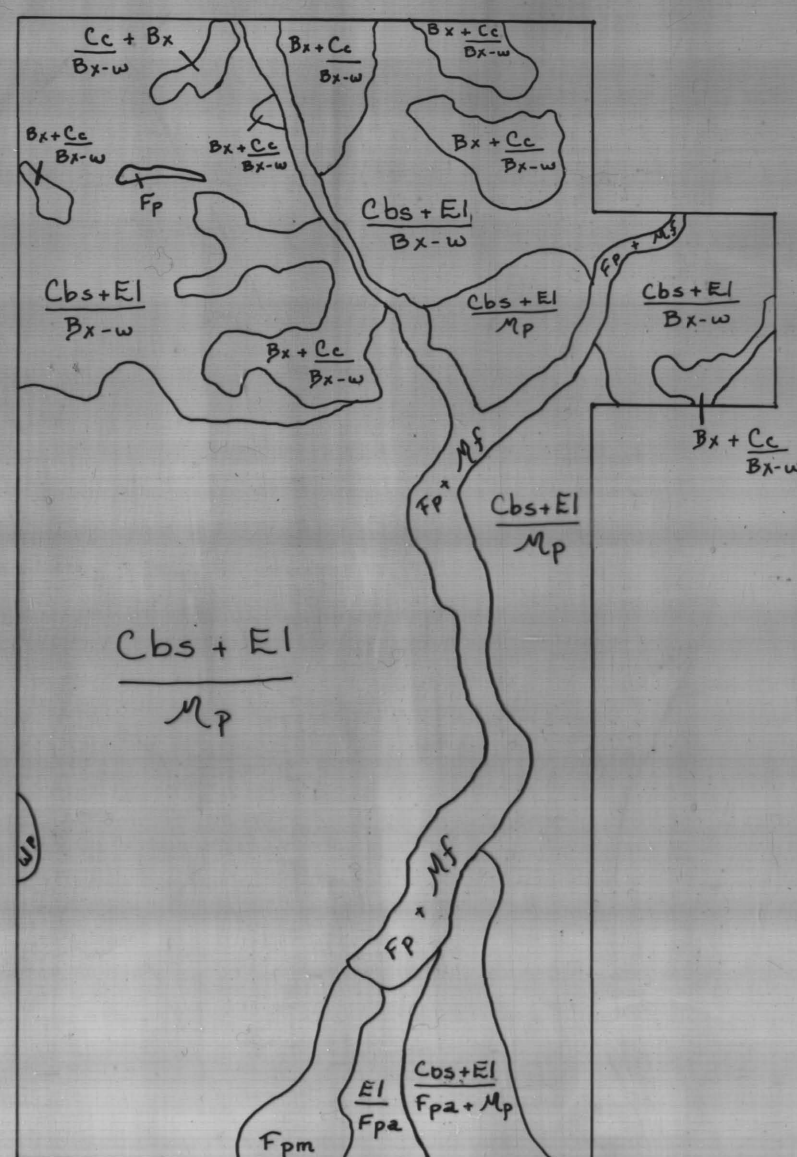 Cc + Bx
Bx-w
Bx + Cc
Bx-w
Bx + Cc
Bx-w
Bx + Cc
Bx-w
Bx + Cc
Bx-w
Bx + Cc
Bx-w
Fp
Cbs + El
Bx-w
Fp + Mf
Cbs + El
Bx-w
Cbs + El
Mp
Cbs + El
Bx-w
Bx + Cc
Bx-w
Bx + Cc
Bx-w
Fp x Mf
Cbs + El
Mp
Cbs + El
Mp
Wp
Fp x Mf
Cbs + El
Fpa + Mp
El
Fpa
Fpm